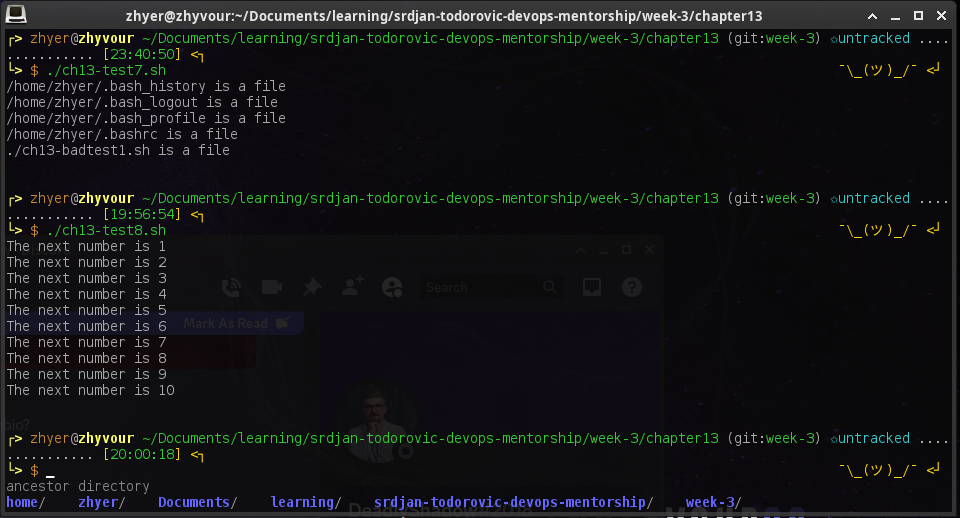 zhyer@zhyvour:~/Documents/learning/srdjan-todorovic-devops-mentorship/week-3/chapter13
┌> zhyer@zhyvour ~/Documents/learning/srdjan-todorovic-devops-mentorship/week-3/chapter13 (git:week-3) ✩untracked ....
........... [23:40:50] <┐
└> $ ./ch13-test7.sh ¯\_(ツ)_/¯ <┘
/home/zhyer/.bash_history is a file
/home/zhyer/.bash_logout is a file
/home/zhyer/.bash_profile is a file
/home/zhyer/.bashrc is a file
./ch13-badtest1.sh is a file
┌> zhyer@zhyvour ~/Documents/learning/srdjan-todorovic-devops-mentorship/week-3/chapter13 (git:week-3) ✩untracked ....
........... [19:56:54] <┐
└> $ ./ch13-test8.sh ¯\_(ツ)_/¯ <┘
The next number is 1
The next number is 2
The next number is 3
Search
The next number is 4
The next number is 5
The next number is 6
Mark As Read
The next number is 7
The next number is 8
The next number is 9
The next number is 10
┌> zhyer@zhyvour ~/Documents/learning/srdjan-todorovic-devops-mentorship/week-3/chapter13 (git:week-3) ✩untracked ....
........... [20:00:18] <┐
└> $ _ ¯\_(ツ)_/¯ <┘
ancestor directory
home/ zhyer/ Documents/ learning/ srdjan-todorovic-devops-mentorship/ week-3/